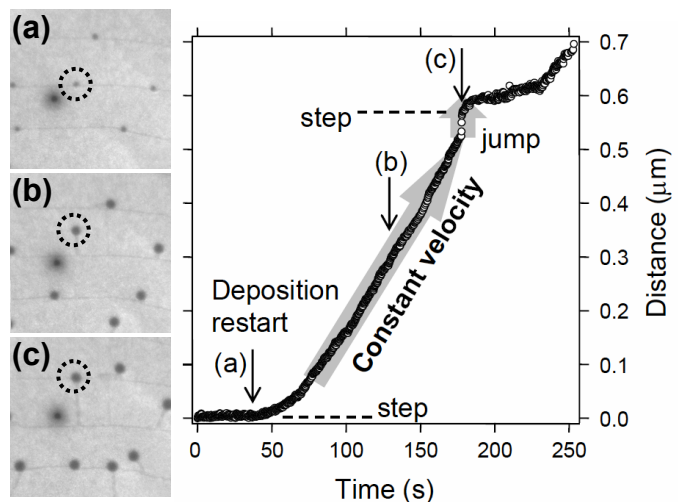 (a)
(b)
(c)
(c)
step
jump
(b)
Constant velocity
Deposition
restart
(a)
step
0.7
0.6
0.5
0.4
0.3
0.2
0.1
0.0
Distance (μm)
0 50 100 150 200 250
Time (s)